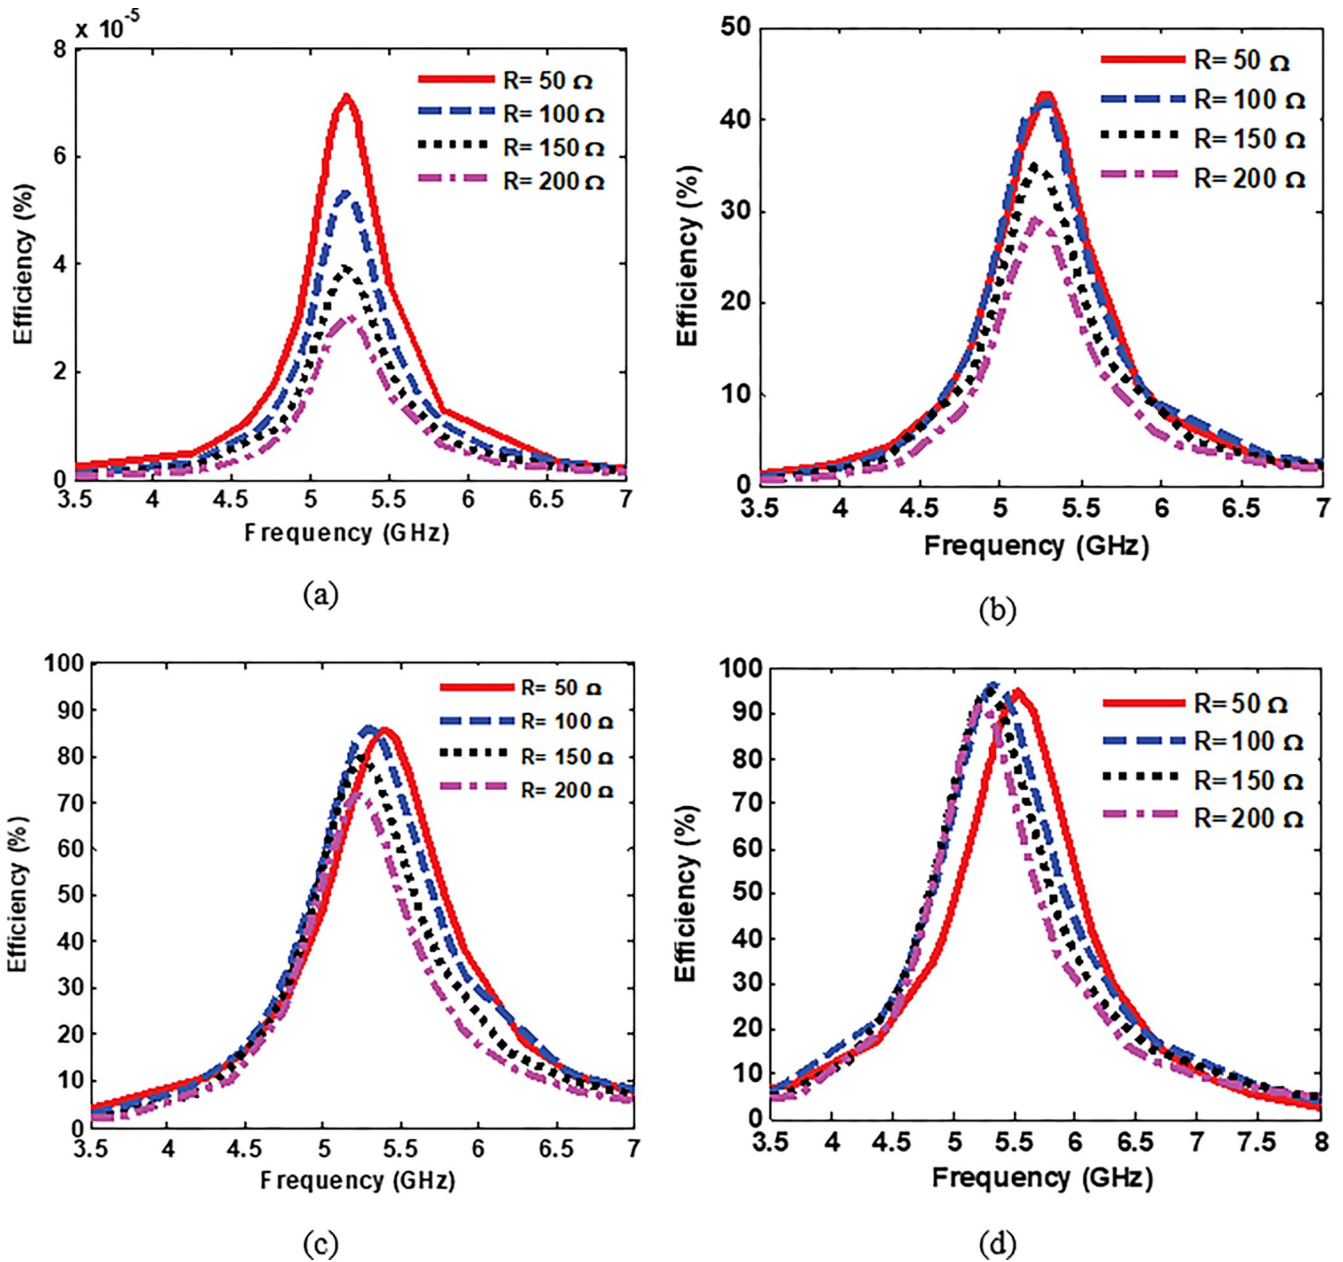 x 10⁻⁵
8
6
4
2
0
Efficiency (%)
R= 50 Ω
R= 100 Ω
R= 150 Ω
R= 200 Ω
3.5 4 4.5 5 5.5 6 6.5 7
Frequency (GHz)
(a)
50
40
30
20
10
0
Efficiency (%)
R= 50 Ω
R= 100 Ω
R= 150 Ω
R= 200 Ω
3.5 4 4.5 5 5.5 6 6.5 7
Frequency (GHz)
(b)
100
90
80
70
60
50
40
30
20
10
0
Efficiency (%)
R= 50 Ω
R= 100 Ω
R= 150 Ω
R= 200 Ω
3.5 4 4.5 5 5.5 6 6.5 7
Frequency (GHz)
(c)
100
90
80
70
60
50
40
30
20
10
0
Efficiency (%)
R= 50 Ω
R= 100 Ω
R= 150 Ω
R= 200 Ω
3.5 4 4.5 5 5.5 6 6.5 7 7.5 8
Frequency (GHz)
(d)